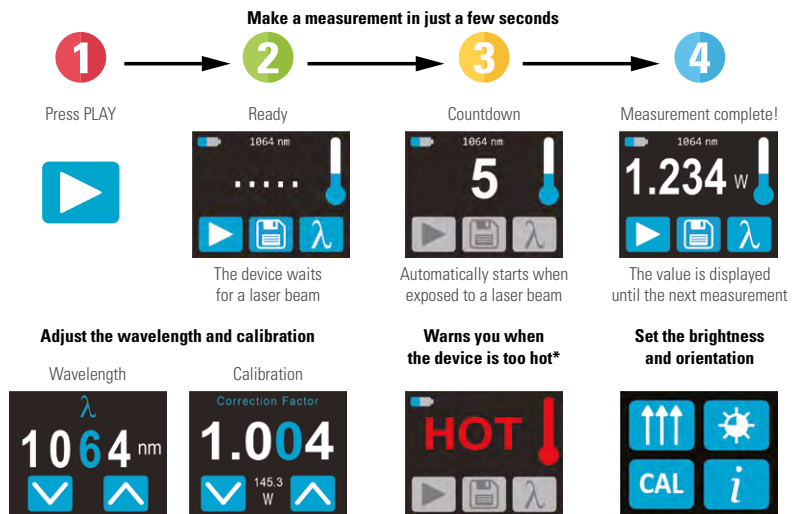 Make a measurement in just a few seconds
1
2
3
4
Press PLAY
Ready
Countdown
Measurement complete!
1064 nm
.....
λ
1064 nm
5
λ
1064 nm
1.234 W
λ
The device waits
for a laser beam
Automatically starts when
exposed to a laser beam
The value is displayed
until the next measurement
Adjust the wavelength and calibration
Warns you when
the device is too hot*
Set the brightness
and orientation
Wavelength
Calibration
λ
1064 nm
Correction Factor
1.004
145.3
W
HOT
λ
CAL
i